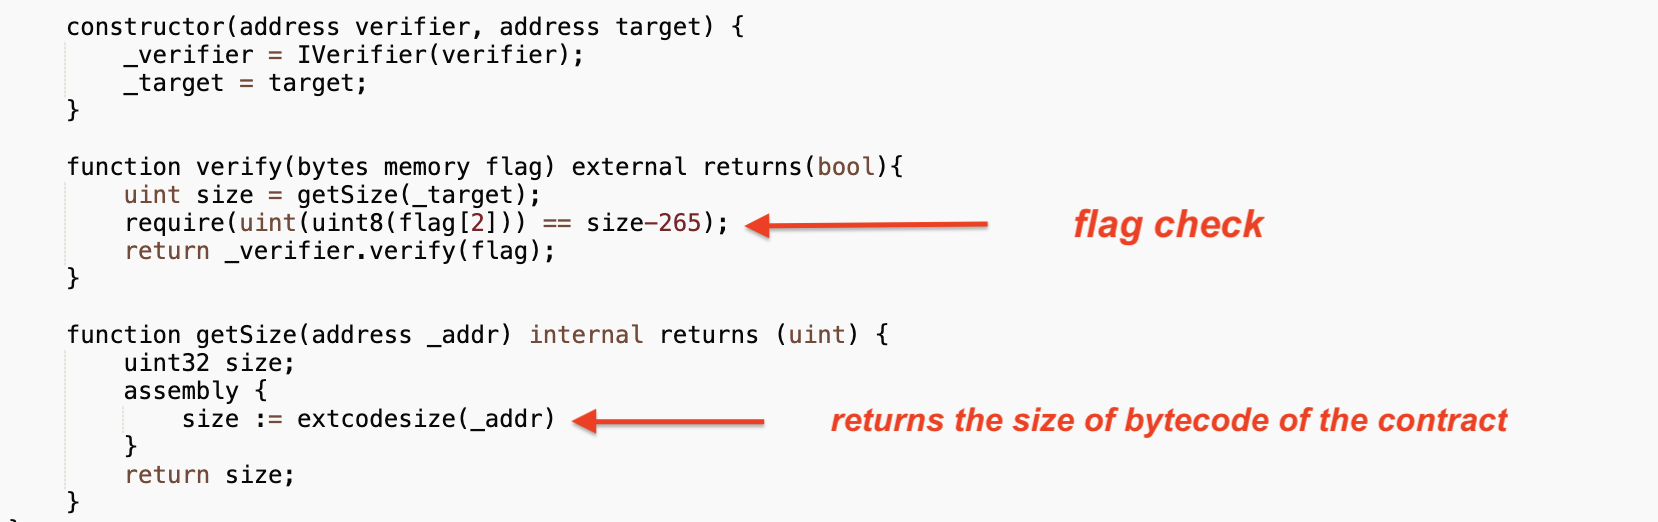 constructor(address verifier, address target) {
_verifier = IVerifier(verifier);
_target = target;
}
function verify(bytes memory flag) external returns(bool){
uint size = getSize(_target);
require(uint(uint8(flag[2])) == size-265); flag check
return _verifier.verify(flag);
}
function getSize(address _addr) internal returns (uint) {
uint32 size;
assembly {
size := extcodesize(_addr) returns the size of bytecode of the contract
}
return size;
}